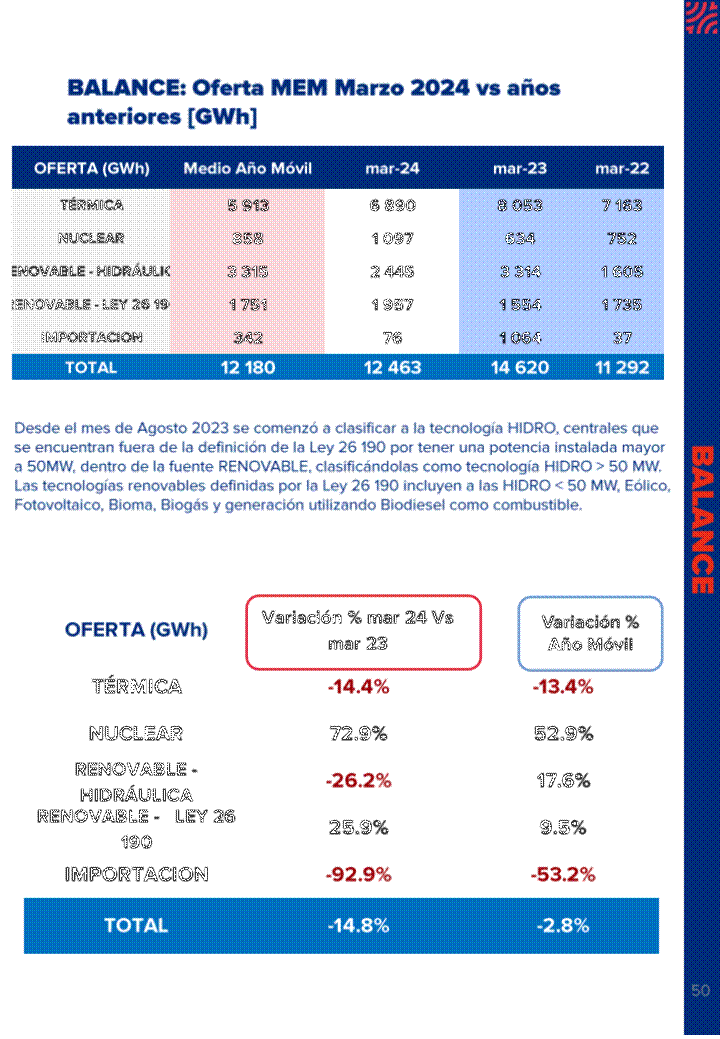 BALANCE: Oferta MEM Marzo 2024 vs años
anteriores [GWh]
OFERTA (GWh) Medio Año Móvil mar-24 mar-23 mar-22
TÉRMICA 5 913 6 890 8 053 7 163
NUCLEAR 858 1 097 634 752
ENOVABLE - HIDRÁULIC 3 315 2 445 3 314 1 605
RENOVABLE - LEY 26 19 1 751 1 957 1 554 1 735
IMPORTACION 342 76 1 064 37
TOTAL 12 180 12 463 14 620 11 292
Desde el mes de Agosto 2023 se comenzó a clasificar a la tecnología HIDRO, centrales que
se encuentran fuera de la definición de la Ley 26 190 por tener una potencia instalada mayor
a 50MW, dentro de la fuente RENOVABLE, clasificándolas como tecnología HIDRO > 50 MW.
Las tecnologías renovables definidas por la Ley 26 190 incluyen a las HIDRO < 50 MW, Eólico,
Fotovoltaico, Bioma, Biogás y generación utilizando Biodiesel como combustible.
BALANCE
OFERTA (GWh) Variación % mar 24 Vs
mar 23
Variación %
Año Móvil
TÉRMICA -14.4% -13.4%
NUCLEAR 72.9% 52.9%
RENOVABLE -
HIDRÁULICA -26.2% 17.6%
RENOVABLE - LEY 26
190 25.9% 9.5%
IMPORTACION -92.9% -53.2%
TOTAL -14.8% -2.8%
50